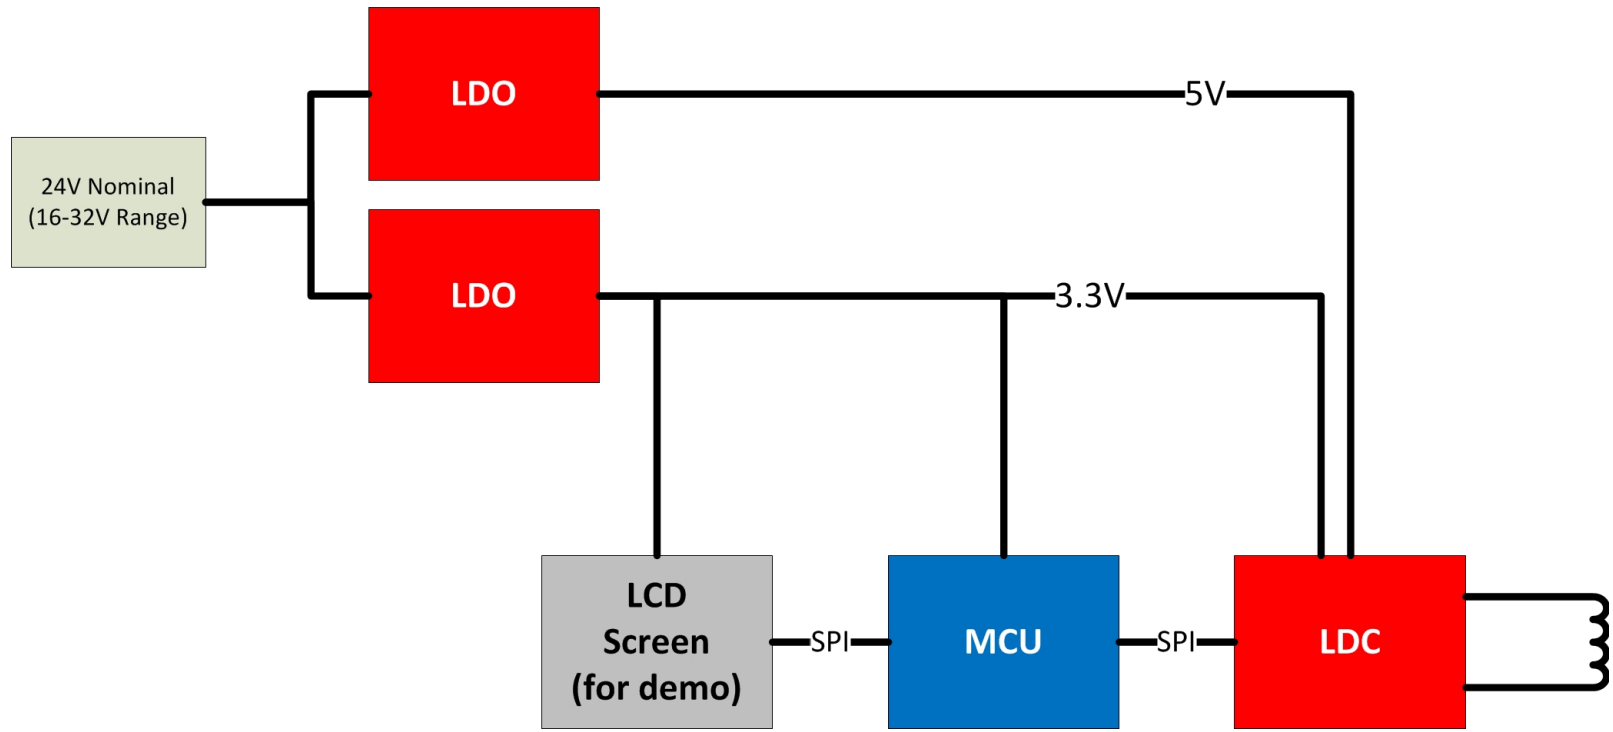 LDO
5V
24V Nominal
(16-32V Range)
LDO
3.3V
LCD
Screen
(for demo)
SPI
MCU
SPI
LDC